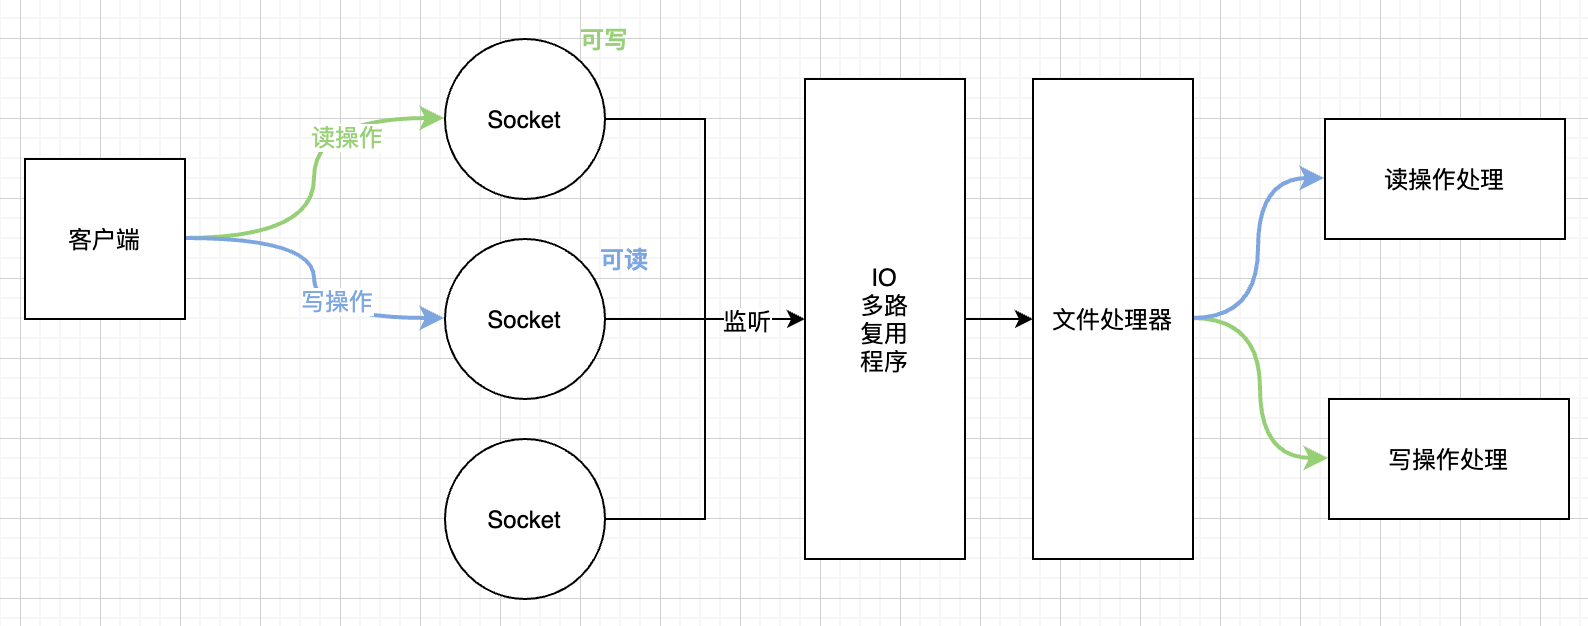 可写
Socket
读操作
客户端
写操作
可读
Socket
Socket
监听
IO
多路
复用
程序
文件处理器
读操作处理
写操作处理